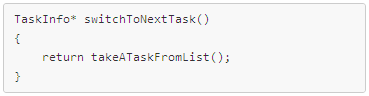 TaskInfo* switchToNextTask()
{
    return takeATaskFromList();
}